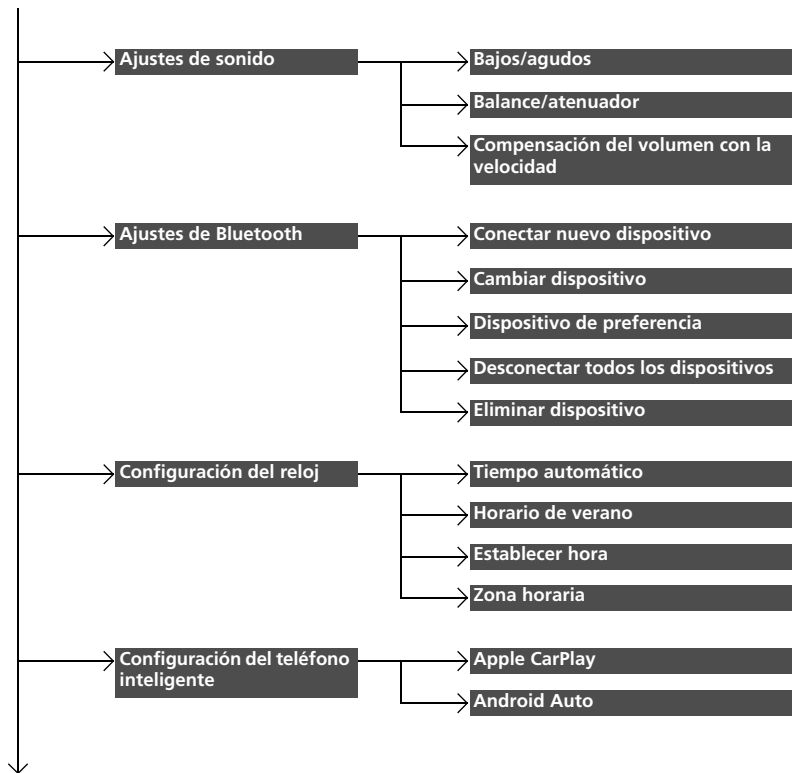 Ajustes de sonido
Bajos/agudos
Balance/atenuador
Compensación del volumen con la
velocidad
Ajustes de Bluetooth
Conectar nuevo dispositivo
Cambiar dispositivo
Dispositivo de preferencia
Desconectar todos los dispositivos
Eliminar dispositivo
Configuración del reloj
Tiempo automático
Horario de verano
Establecer hora
Zona horaria
Configuración del teléfono
inteligente
Apple CarPlay
Android Auto